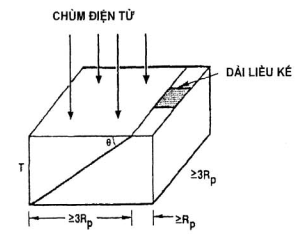 CHÙM ĐIỆN TỬ
DẢI LIỀU KẾ
θ
T
≥3Rp
≥3Rp
≥Rp